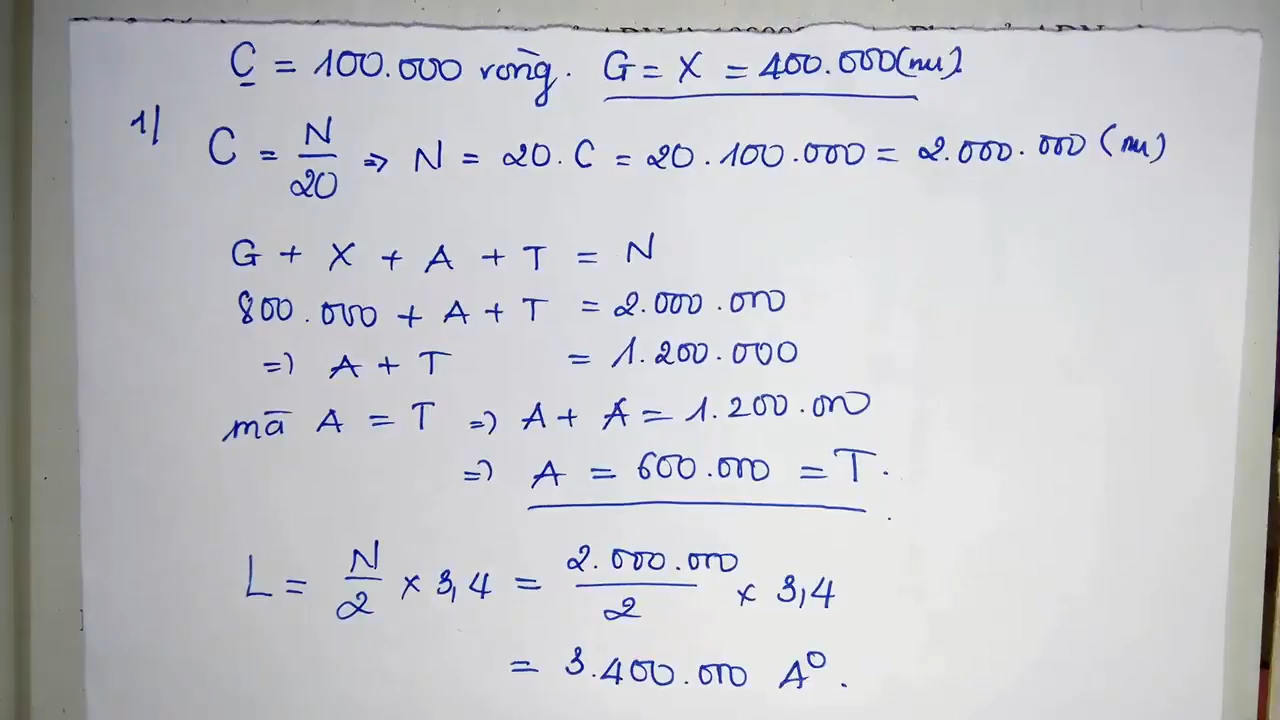 C = 100.000 vòng. G = X = 400.000 (nu).
1) C = N/20 => N = 20 . C = 20 . 100.000 = 2.000.000 (nu)
G + X + A + T = N
800.000 + A + T = 2.000.000
=> A + T = 1.200.000
mà A = T => A + A = 1.200.000
=> A = 600.000 = T.
L = N/2 × 3,4 = 2.000.000/2 × 3,4
= 3.400.000 A⁰.